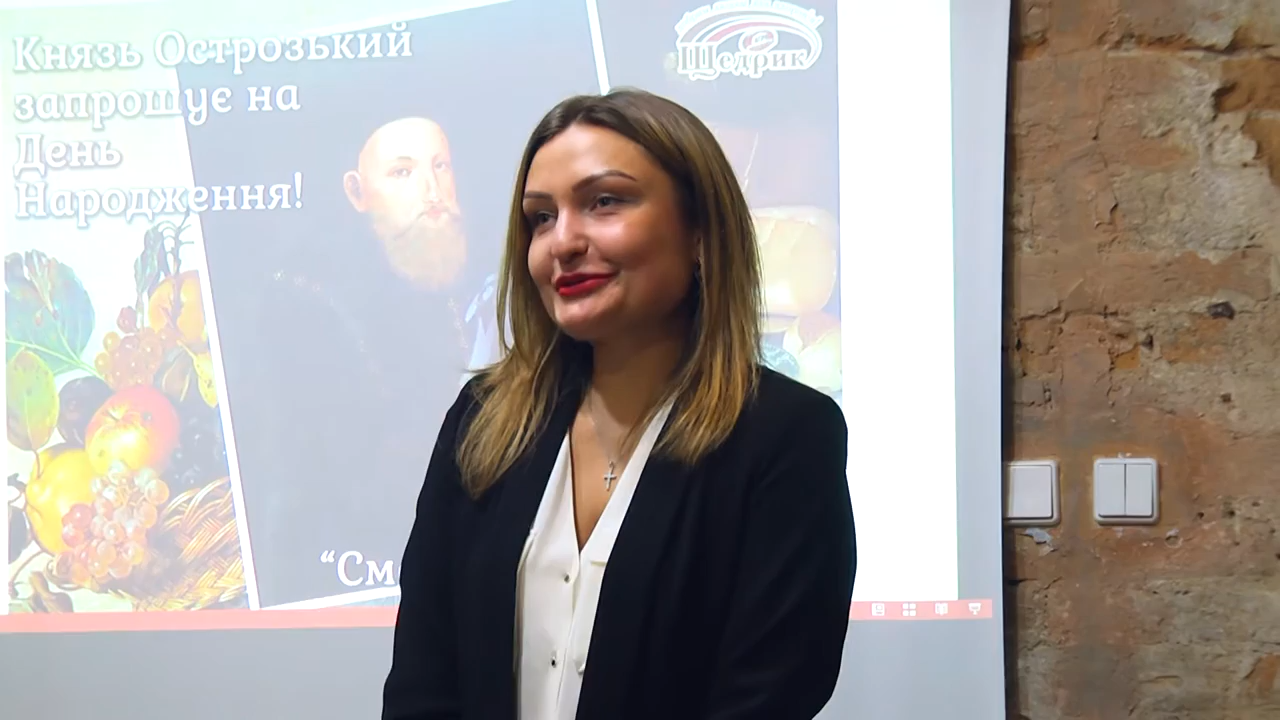 Князь Острозький
запрошує на
День
Народження!
Щедрик
“См